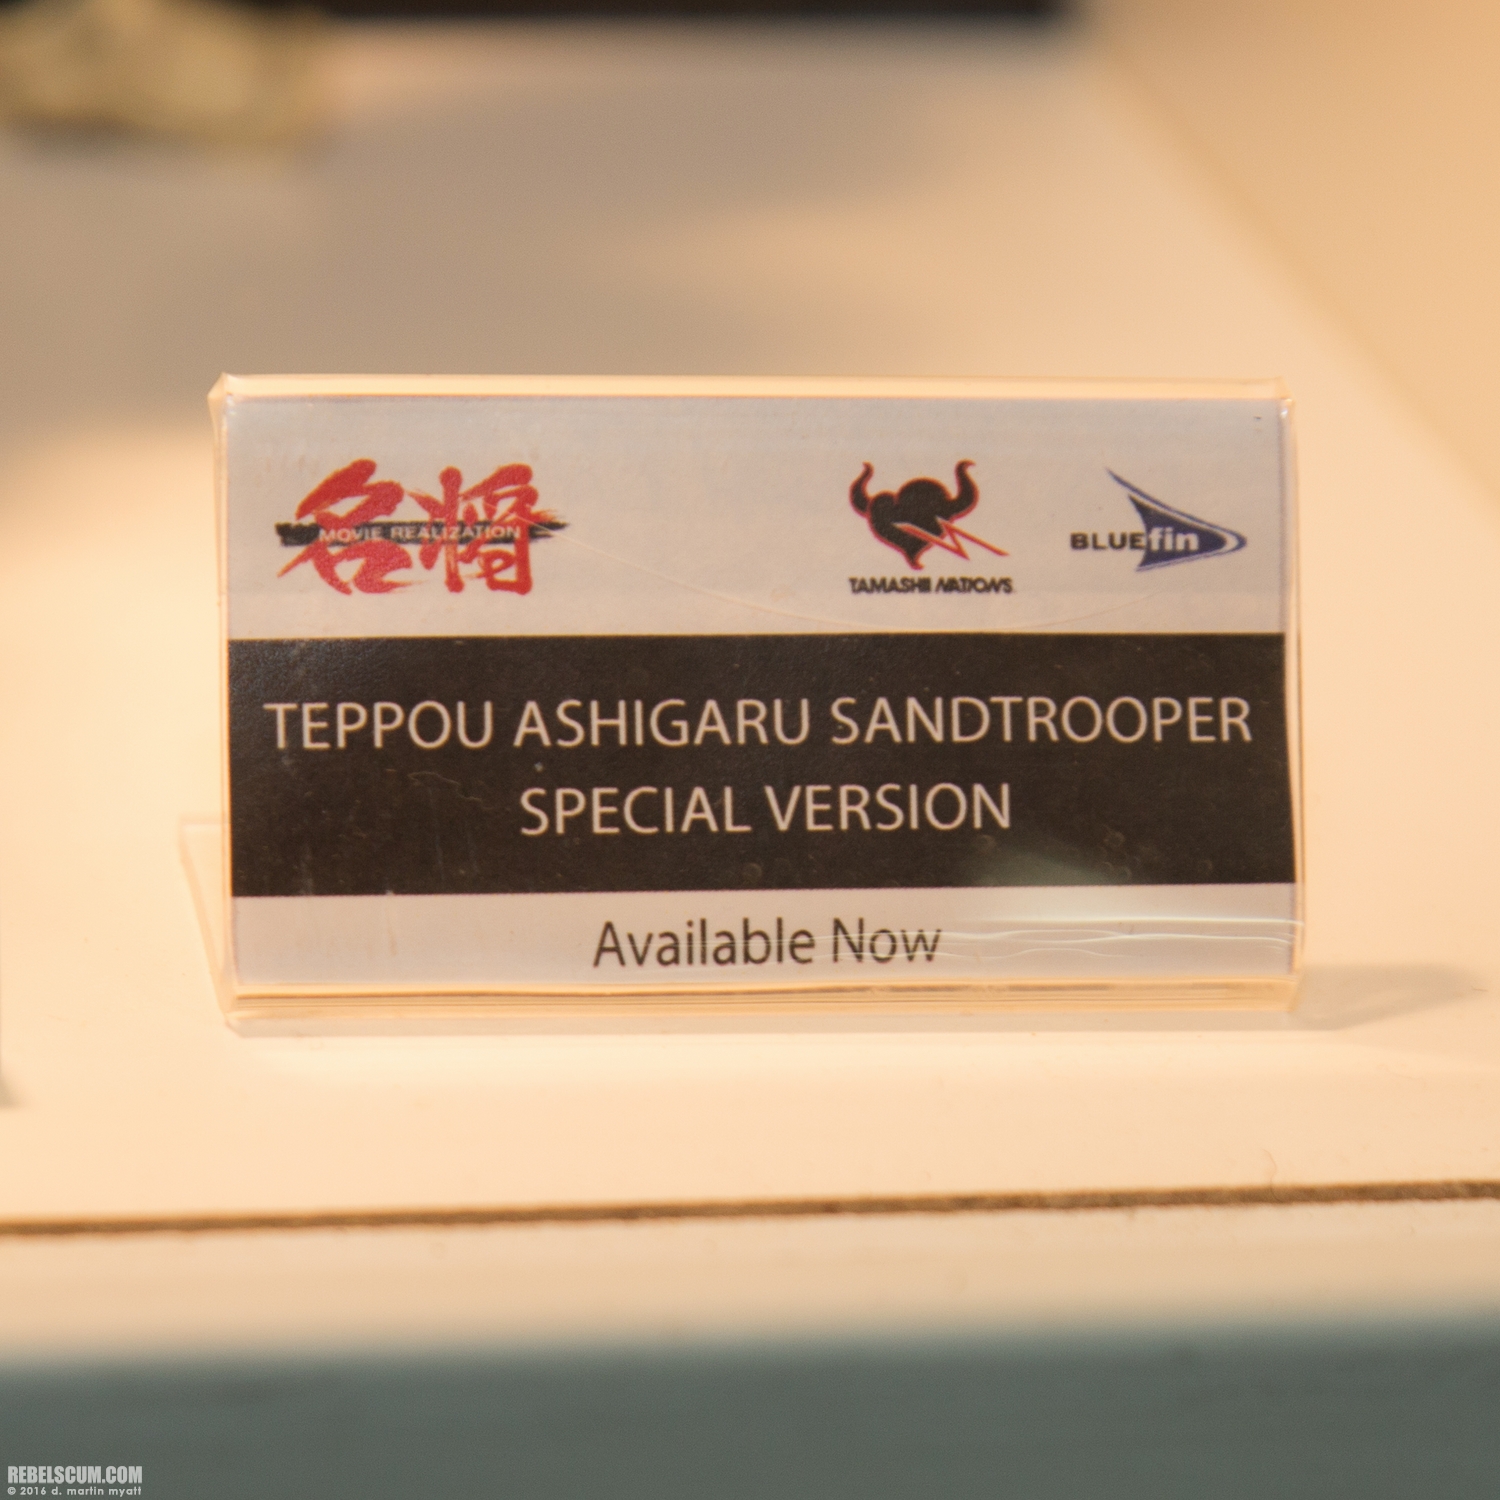 名将
MOVIE REALIZATION
TAMASHII NATIONS
BLUEfin
TEPPOU ASHIGARU SANDTROOPER
SPECIAL VERSION
Available Now
REBELSCUM.COM
© 2016 d. martin myatt